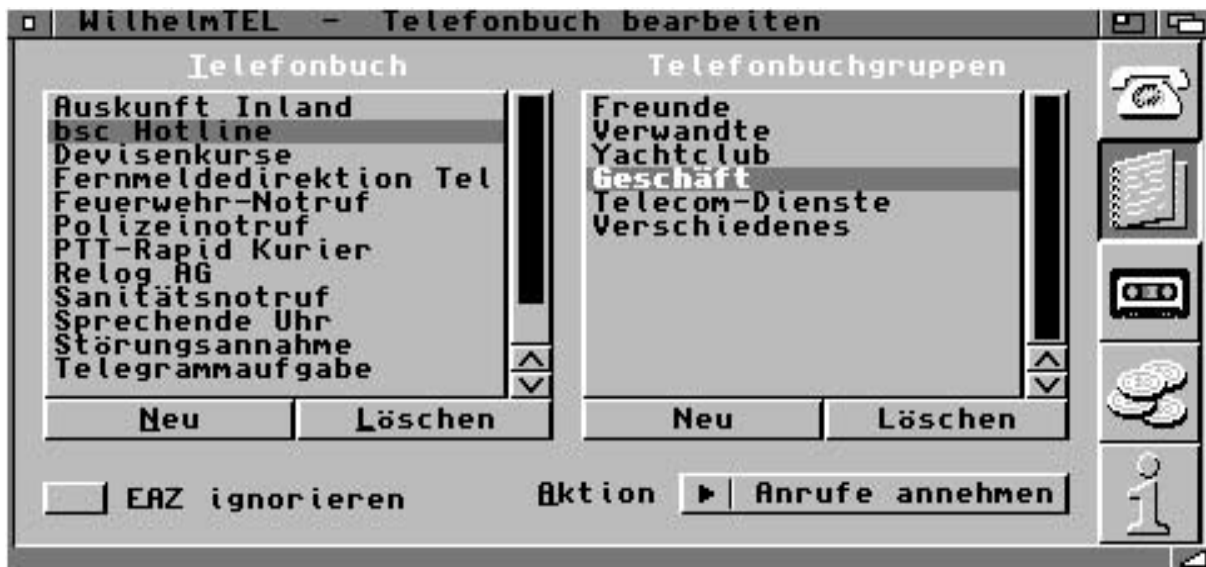 WilhelmTEL - Telefonbuch bearbeiten
Telefonbuch
Auskunft Inland
bsc Hotline
Devisenkurse
Fernmeldedirektion Tel
Feuerwehr-Notruf
Polizeinotruf
PTT-Rapid Kurier
Relog AG
Sanitätsnotruf
Sprechende Uhr
Störungsannahme
Telegrammaufgabe
Neu
Löschen
Telefonbuchgruppen
Freunde
Verwandte
Yachtclub
Geschäft
Telecom-Dienste
Verschiedenes
Neu
Löschen
EAZ ignorieren
Aktion
Anrufe annehmen